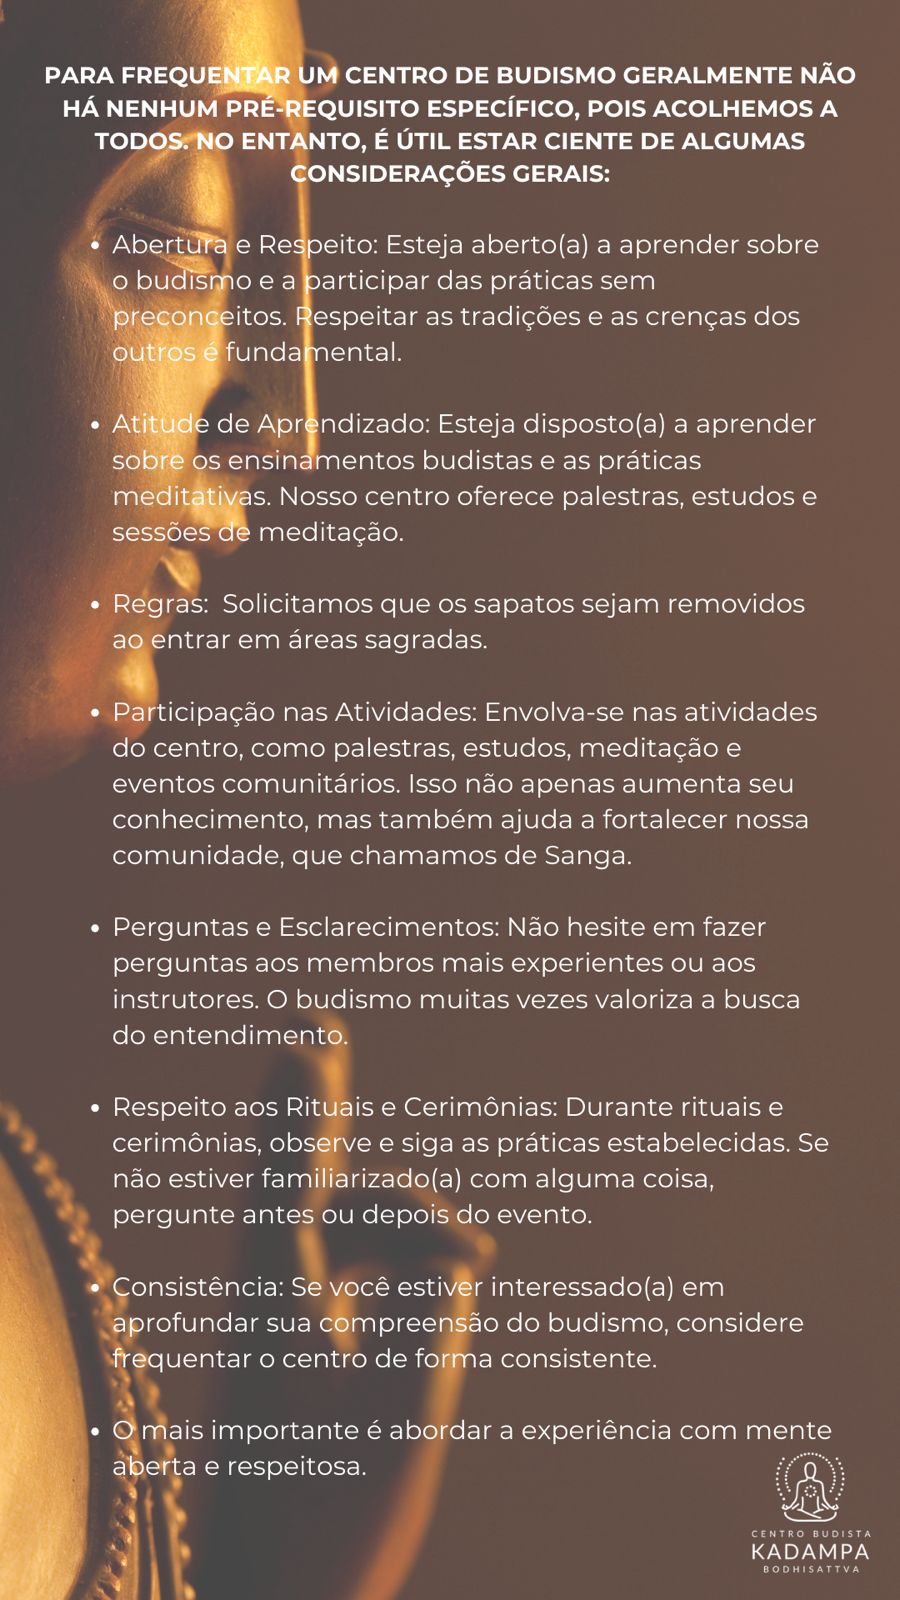 PARA FREQUENTAR UM CENTRO DE BUDISMO GERALMENTE NÃO
HÁ NENHUM PRÉ-REQUISITO ESPECÍFICO, POIS ACOLHEMOS A
TODOS. NO ENTANTO, É ÚTIL ESTAR CIENTE DE ALGUMAS
CONSIDERAÇÕES GERAIS:
• Abertura e Respeito: Esteja aberto(a) a aprender sobre
o budismo e a participar das práticas sem
preconceitos. Respeitar as tradições e as crenças dos
outros é fundamental.
• Atitude de Aprendizado: Esteja disposto(a) a aprender
sobre os ensinamentos budistas e as práticas
meditativas. Nosso centro oferece palestras, estudos e
sessões de meditação.
• Regras:  Solicitamos que os sapatos sejam removidos
ao entrar em áreas sagradas.
• Participação nas Atividades: Envolva-se nas atividades
do centro, como palestras, estudos, meditação e
eventos comunitários. Isso não apenas aumenta seu
conhecimento, mas também ajuda a fortalecer nossa
comunidade, que chamamos de Sanga.
• Perguntas e Esclarecimentos: Não hesite em fazer
perguntas aos membros mais experientes ou aos
instrutores. O budismo muitas vezes valoriza a busca
do entendimento.
• Respeito aos Rituais e Cerimônias: Durante rituais e
cerimônias, observe e siga as práticas estabelecidas. Se
não estiver familiarizado(a) com alguma coisa,
pergunte antes ou depois do evento.
• Consistência: Se você estiver interessado(a) em
aprofundar sua compreensão do budismo, considere
frequentar o centro de forma consistente.
• O mais importante é abordar a experiência com mente
aberta e respeitosa.
CENTRO BUDISTA
KADAMPA
BODHISATTVA